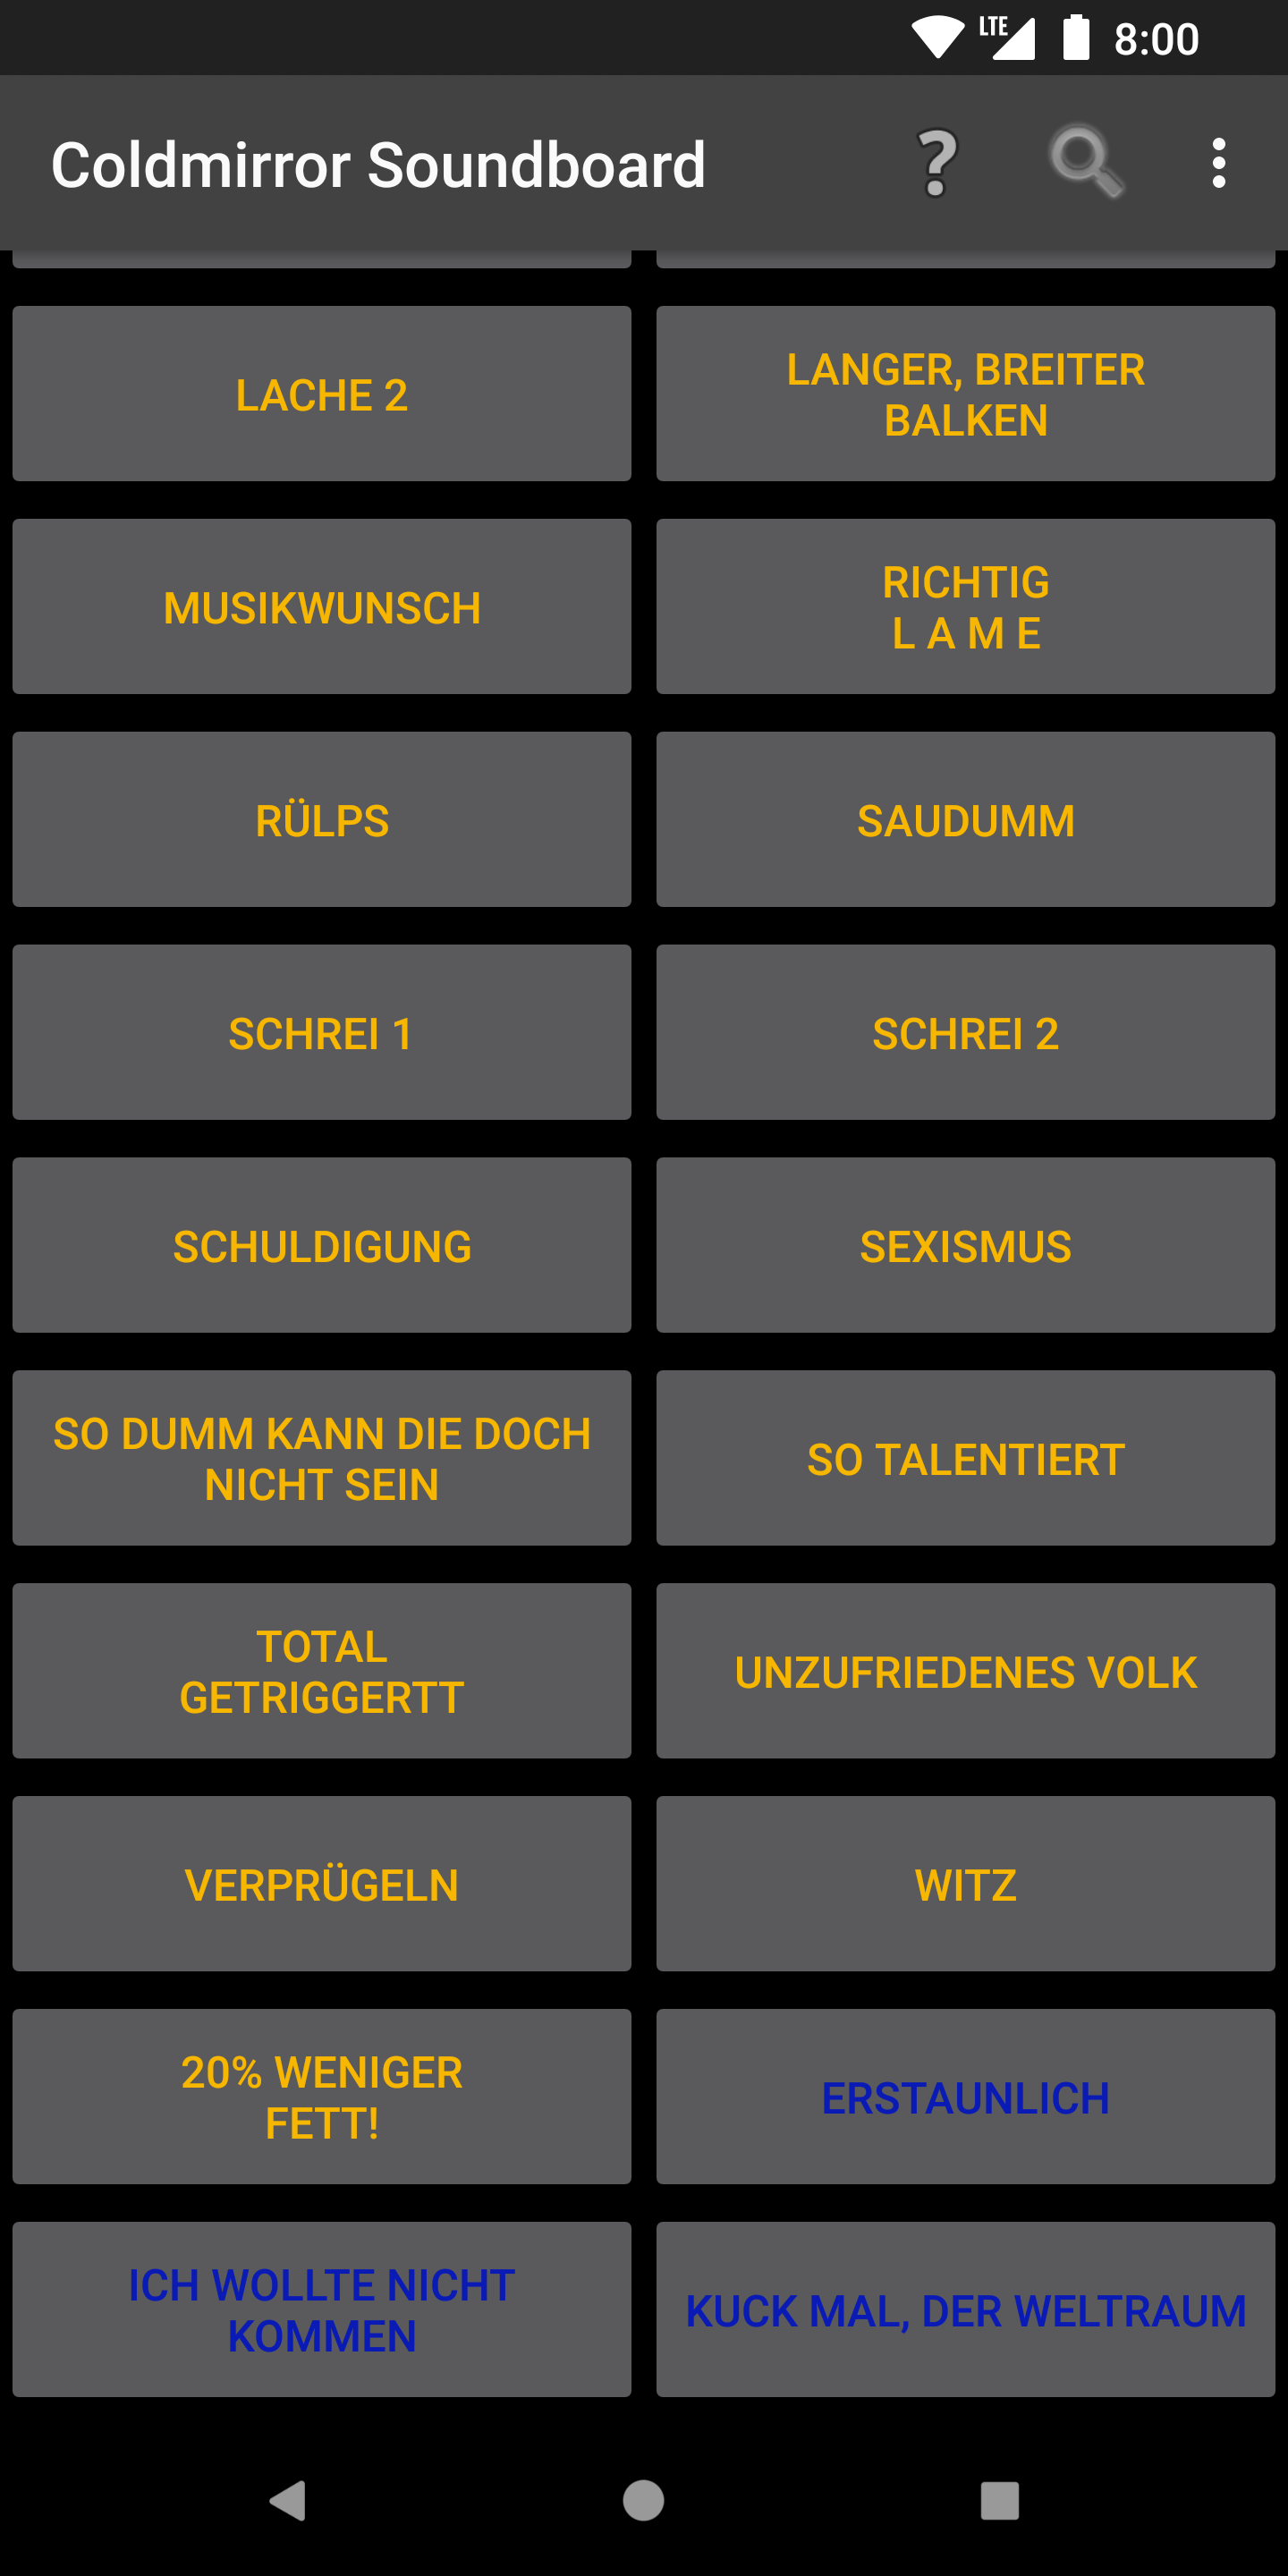 LTE 8:00
Coldmirror Soundboard
LACHE 2
LANGER, BREITER
BALKEN
MUSIKWUNSCH
RICHTIG
L A M E
RÜLPS
SAUDUMM
SCHREI 1
SCHREI 2
SCHULDIGUNG
SEXISMUS
SO DUMM KANN DIE DOCH
NICHT SEIN
SO TALENTIERT
TOTAL
GETRIGGERTT
UNZUFRIEDENES VOLK
VERPRÜGELN
WITZ
20% WENIGER
FETT!
ERSTAUNLICH
ICH WOLLTE NICHT
KOMMEN
KUCK MAL, DER WELTRAUM